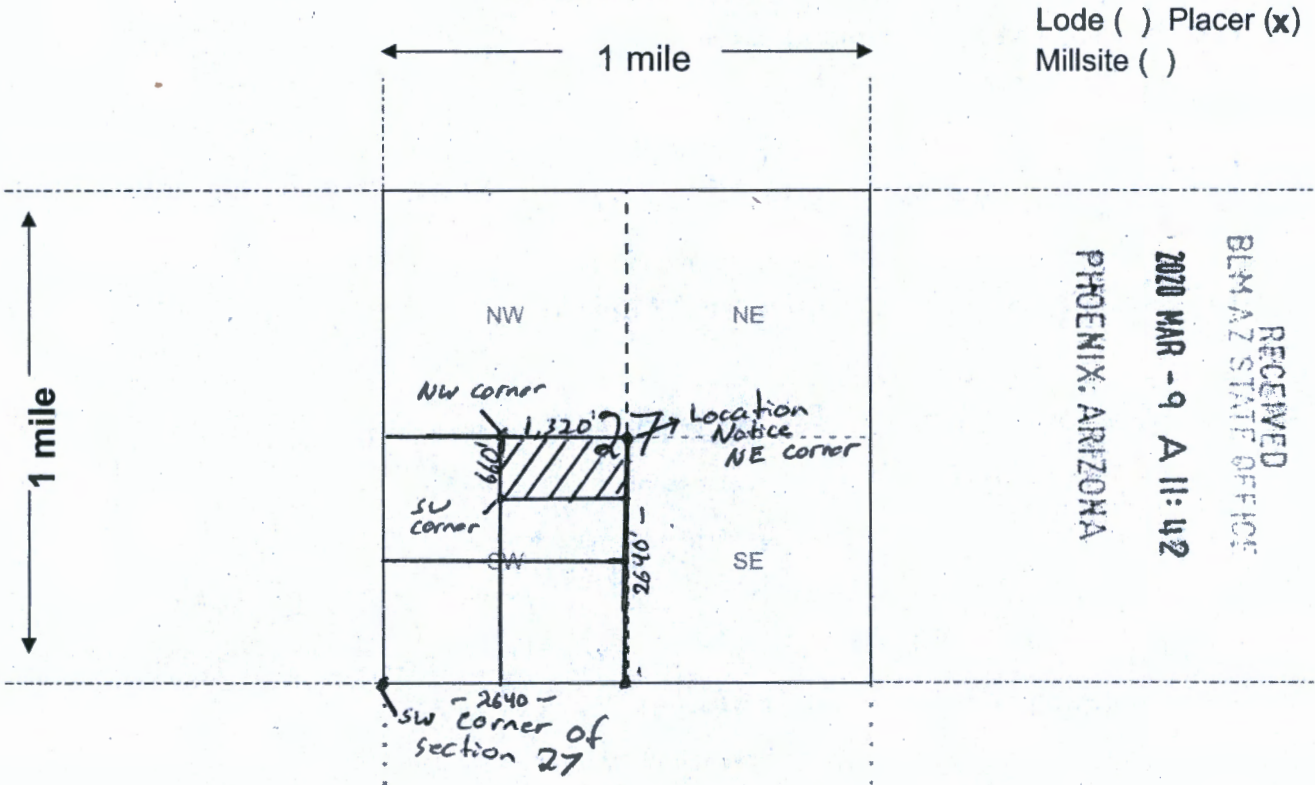 Lode ( ) Placer (x)
Millsite ( )
1 mile
1 mile
NW
NE
NW corner
1,320'
27
Location
Notice
NE corner
660'
SW
corner
SW
2640'
SE
- 2640 -
SW corner of
section 27
RECEIVED
BLM AZ STATE OFFICE
2020 MAR -9 A 11: 42
PHOENIX, ARIZONA